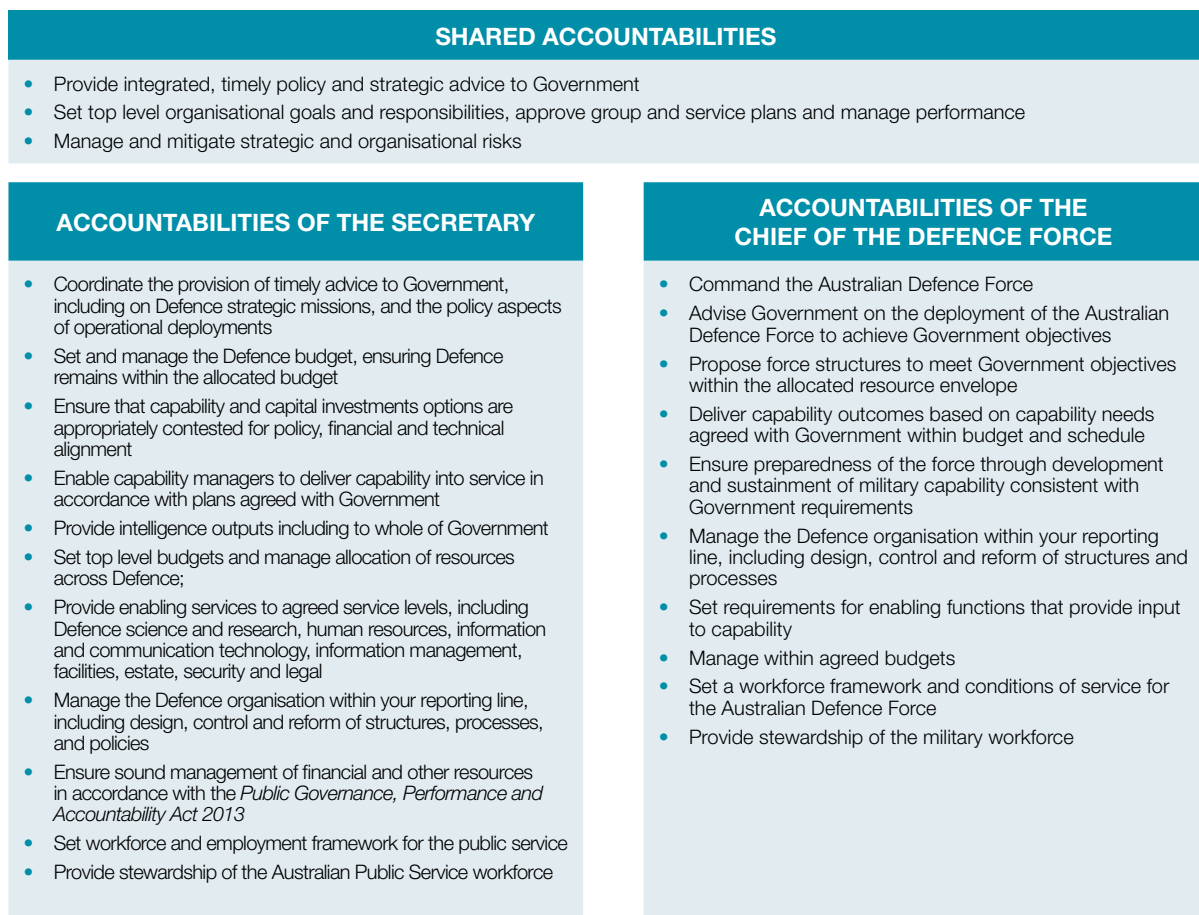 SHARED ACCOUNTABILITIES
• Provide integrated, timely policy and strategic advice to Government
• Set top level organisational goals and responsibilities, approve group and service plans and manage performance
• Manage and mitigate strategic and organisational risks
ACCOUNTABILITIES OF THE SECRETARY
• Coordinate the provision of timely advice to Government,
including on Defence strategic missions, and the policy aspects
of operational deployments
• Set and manage the Defence budget, ensuring Defence
remains within the allocated budget
• Ensure that capability and capital investments options are
appropriately contested for policy, financial and technical
alignment
• Enable capability managers to deliver capability into service in
accordance with plans agreed with Government
• Provide intelligence outputs including to whole of Government
• Set top level budgets and manage allocation of resources
across Defence;
• Provide enabling services to agreed service levels, including
Defence science and research, human resources, information
and communication technology, information management,
facilities, estate, security and legal
• Manage the Defence organisation within your reporting line,
including design, control and reform of structures, processes,
and policies
• Ensure sound management of financial and other resources
in accordance with the Public Governance, Performance and
Accountability Act 2013
• Set workforce and employment framework for the public service
• Provide stewardship of the Australian Public Service workforce
ACCOUNTABILITIES OF THE
CHIEF OF THE DEFENCE FORCE
• Command the Australian Defence Force
• Advise Government on the deployment of the Australian
Defence Force to achieve Government objectives
• Propose force structures to meet Government objectives
within the allocated resource envelope
• Deliver capability outcomes based on capability needs
agreed with Government within budget and schedule
• Ensure preparedness of the force through development
and sustainment of military capability consistent with
Government requirements
• Manage the Defence organisation within your reporting
line, including design, control and reform of structures and
processes
• Set requirements for enabling functions that provide input
to capability
• Manage within agreed budgets
• Set a workforce framework and conditions of service for
the Australian Defence Force
• Provide stewardship of the military workforce